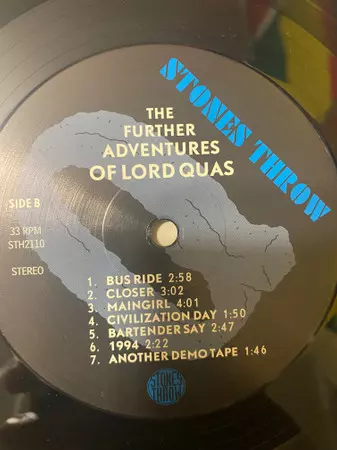 STONES THROW
THE
FURTHER
ADVENTURES
OF LORD QUAS
SIDE B
33 RPM
STH2110
STEREO
1. BUS RIDE 2:58
2. CLOSER 3:02
3. MAINGIRL 4:01
4. CIVILIZATION DAY 1:50
5. BARTENDER SAY 2:47
6. 1994 2:22
7. ANOTHER DEMO TAPE 1:46
STONES
THROW